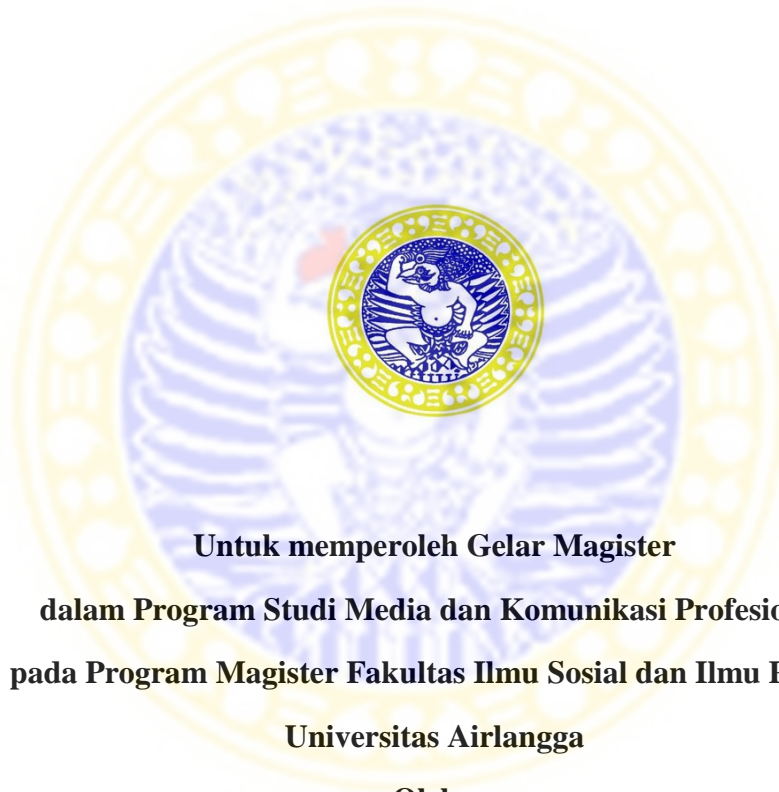 Untuk memperoleh Gelar Magister
dalam Program Studi Media dan Komunikasi
pada Program Magister Fakultas Ilmu Sosial dan Ilmu
Universitas Airlangga